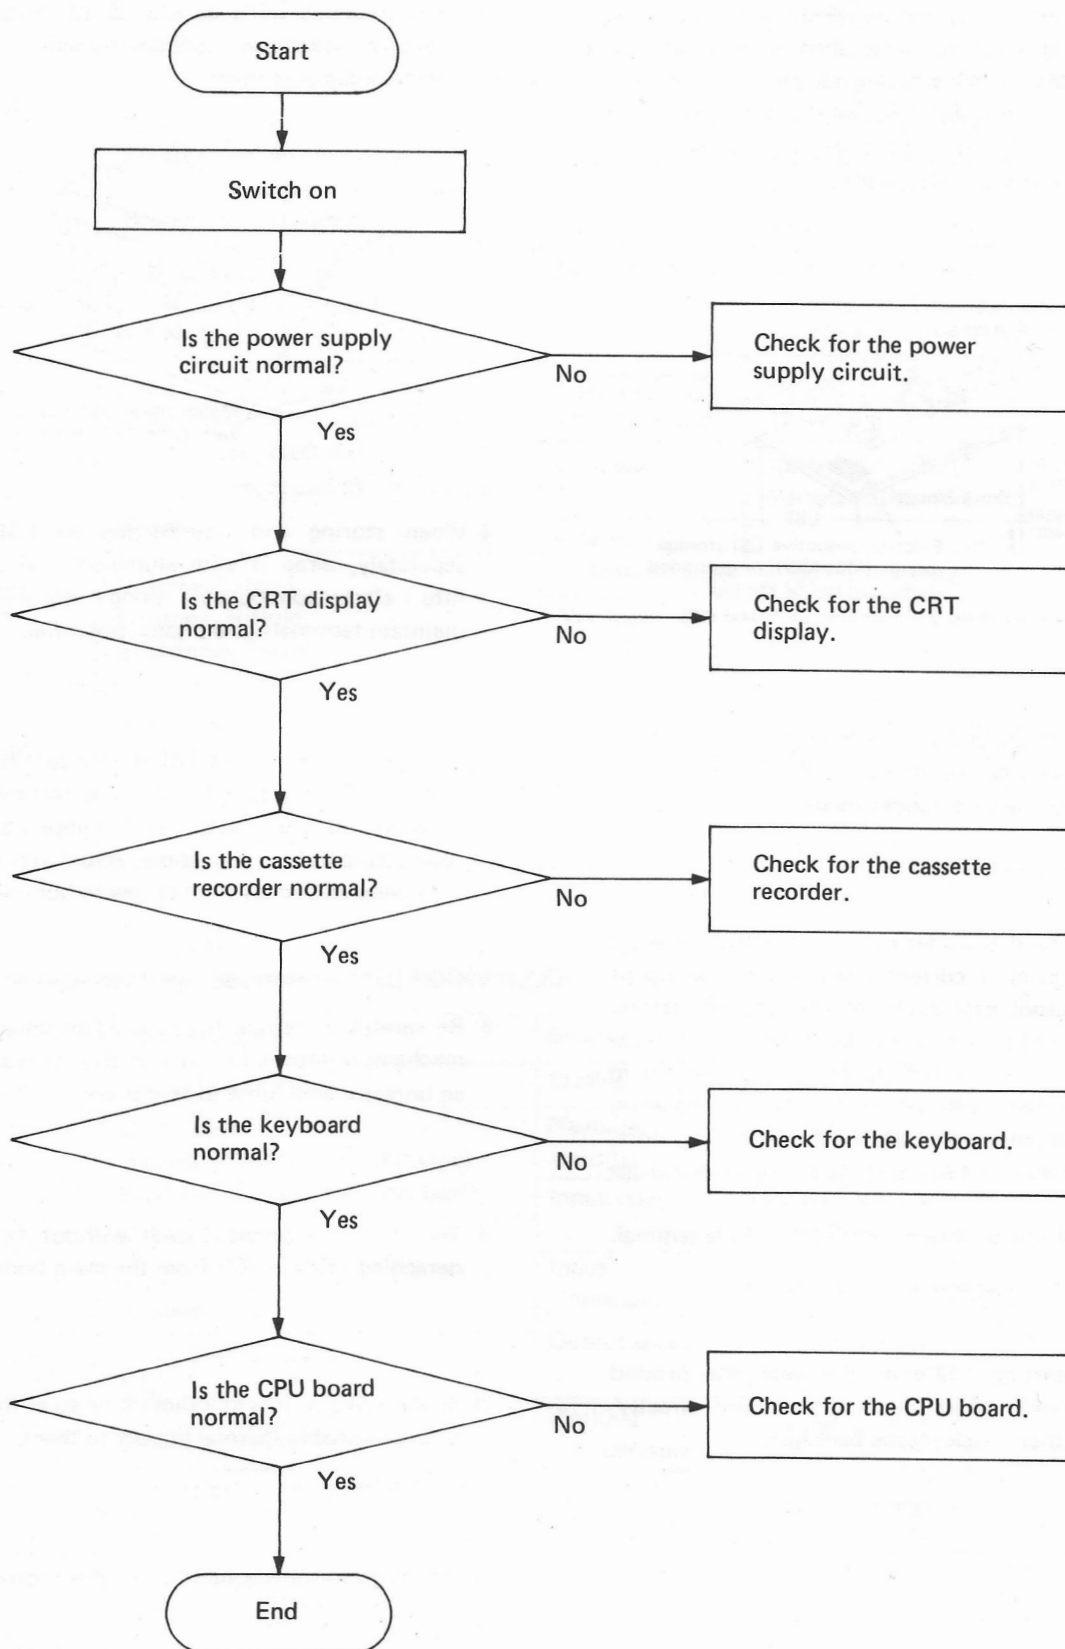 Start
Switch on
Is the power supply
circuit normal?
No
Check for the power
supply circuit.
Yes
Is the CRT display
normal?
No
Check for the CRT
display.
Yes
Is the cassette
recorder normal?
No
Check for the cassette
recorder.
Yes
Is the keyboard
normal?
No
Check for the keyboard.
Yes
Is the CPU board
normal?
No
Check for the CPU board.
Yes
End